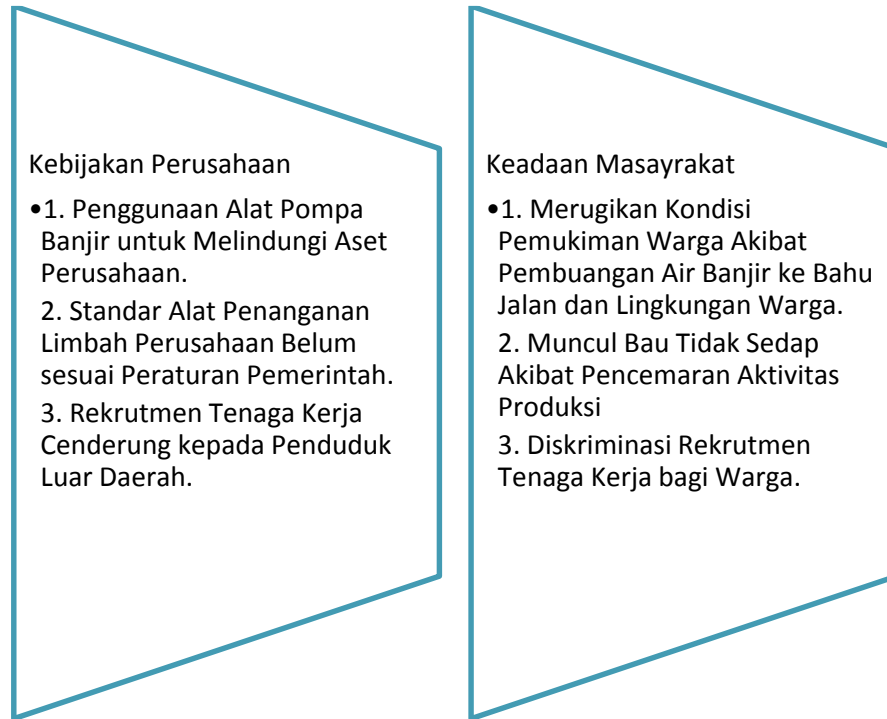 Kebijakan Perusahaan
•1. Penggunaan Alat Pompa
Banjir untuk Melindungi Aset
Perusahaan.
2. Standar Alat Penanganan
Limbah Perusahaan Belum
sesuai Peraturan Pemerintah.
3. Rekrutmen Tenaga Kerja
Cenderung kepada Penduduk
Luar Daerah.
Keadaan Masayrakat
•1. Merugikan Kondisi
Pemukiman Warga Akibat
Pembuangan Air Banjir ke Bahu
Jalan dan Lingkungan Warga.
2. Muncul Bau Tidak Sedap
Akibat Pencemaran Aktivitas
Produksi
3. Diskriminasi Rekrutmen
Tenaga Kerja bagi Warga.